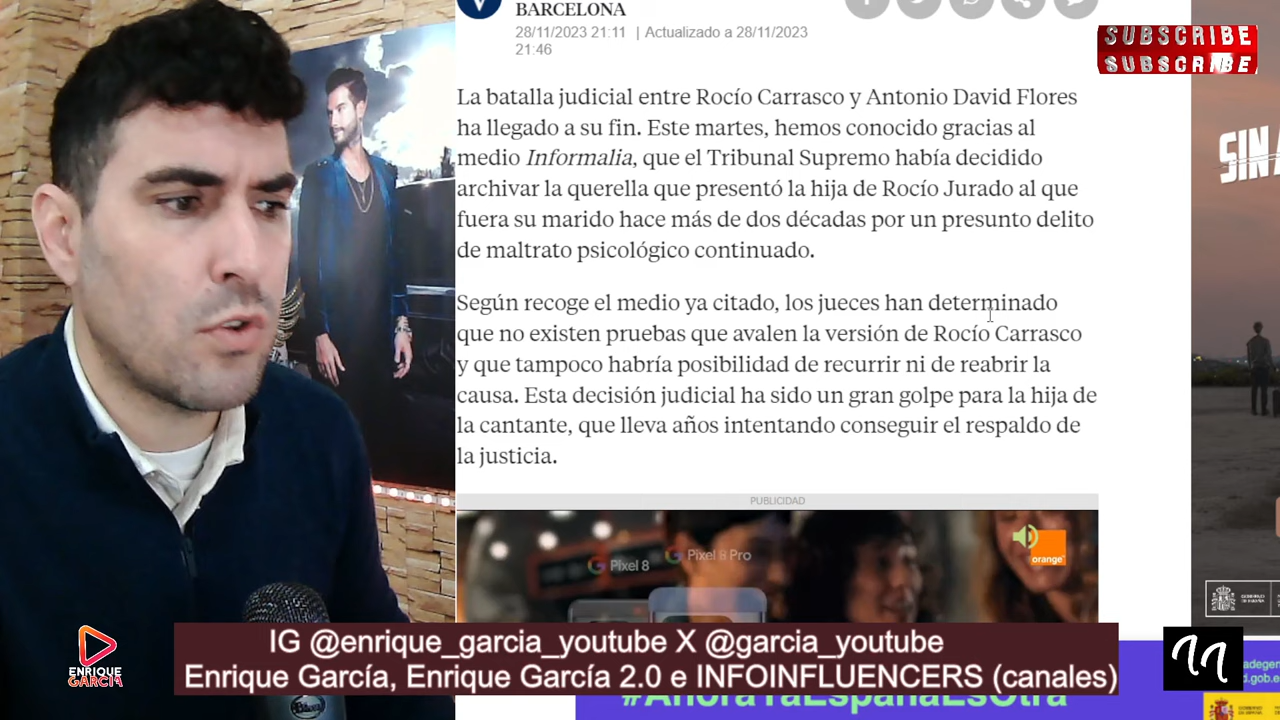 BARCELONA
28/11/2023 21:11 | Actualizado a 28/11/2023
21:46
SUBSCRIBE
SUBSCRIBE
La batalla judicial entre Rocío Carrasco y Antonio David Flores
ha llegado a su fin. Este martes, hemos conocido gracias al
medio Informalia, que el Tribunal Supremo había decidido
archivar la querella que presentó la hija de Rocío Jurado al que
fuera su marido hace más de dos décadas por un presunto delito
de maltrato psicológico continuado.
SIN
Según recoge el medio ya citado, los jueces han determinado
que no existen pruebas que avalen la versión de Rocío Carrasco
y que tampoco habría posibilidad de recurrir ni de reabrir la
causa. Esta decisión judicial ha sido un gran golpe para la hija de
la cantante, que lleva años intentando conseguir el respaldo de
la justicia.
PUBLICIDAD
Pixel 8
Pixel 8 Pro
orange
IG @enrique_garcia_youtube X @garcia_youtube
Enrique García, Enrique García 2.0 e INFOINFLUENCERS (canales)
ENRIQUE
GARCÍA
#AhoraYaEspañaEsOtra